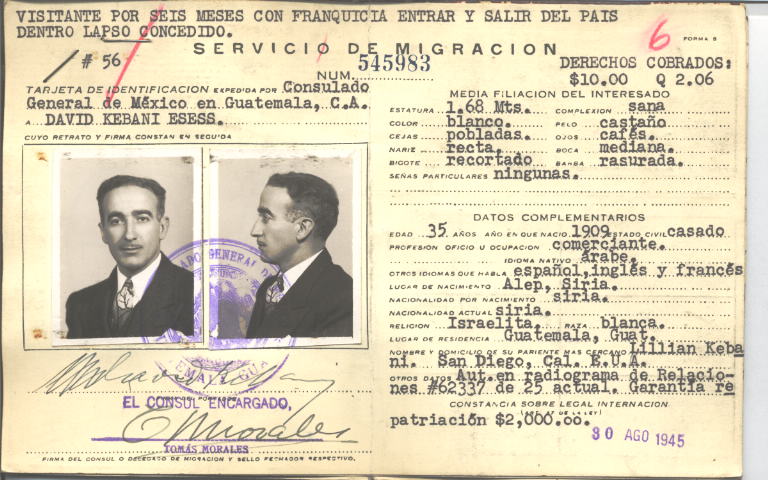 VISITANTE POR SEIS MESES CON FRANQUICIA ENTRAR Y SALIR DEL PAIS
DENTRO LAPSO CONCEDIDO.
6
FORMA 5
SERVICIO DE MIGRACION
# 56
NUM. 545983
TARJETA DE IDENTIFICACION EXPEDIDA POR Consulado
General de México en Guatemala, C.A.
A DAVID KEBANI ESESS.
CUYO RETRATO Y FIRMA CONSTAN EN SEGUIDA
EL CONSUL ENCARGADO,
TOMÁS MORALES
FIRMA DEL CONSUL O DELEGADO DE MIGRACION Y SELLO FECHADOR RESPECTIVO.
DERECHOS COBRADOS:
$10.00 Q 2.06
MEDIA FILIACION DEL INTERESADO
ESTATURA 1.68 Mts. COMPLEXION sana
COLOR blanco. PELO castaño
CEJAS pobladas. OJOS cafés.
NARIZ recta. BOCA mediana.
BIGOTE recortado BARBA rasurada.
SEÑAS PARTICULARES ningunas.
DATOS COMPLEMENTARIOS
EDAD 35 AÑOS AÑO EN QUE NACIO 1909 ESTADO CIVIL casado
PROFESION OFICIO U OCUPACION comerciante.
IDIOMA NATIVO árabe.
OTROS IDIOMAS QUE HABLA español,inglés y francés
LUGAR DE NACIMIENTO Alep, Siria.
NACIONALIDAD POR NACIMIENTO siria.
NACIONALIDAD ACTUAL siria.
RELIGION Israelita. RAZA blanca.
LUGAR DE RESIDENCIA Guatemala, Guat.
NOMBRE Y DOMICILIO DE SU PARIENTE MAS CERCANO Lillian Keba
ni. San Diego, Cal. E.U.A.
OTROS DATOS Aut.en radiograma de Relacio-
nes #62337 de 25 actual. Garantía re
CONSTANCIA SOBRE LEGAL INTERNACION
patriación $2,000.oo.
30 AGO 1945